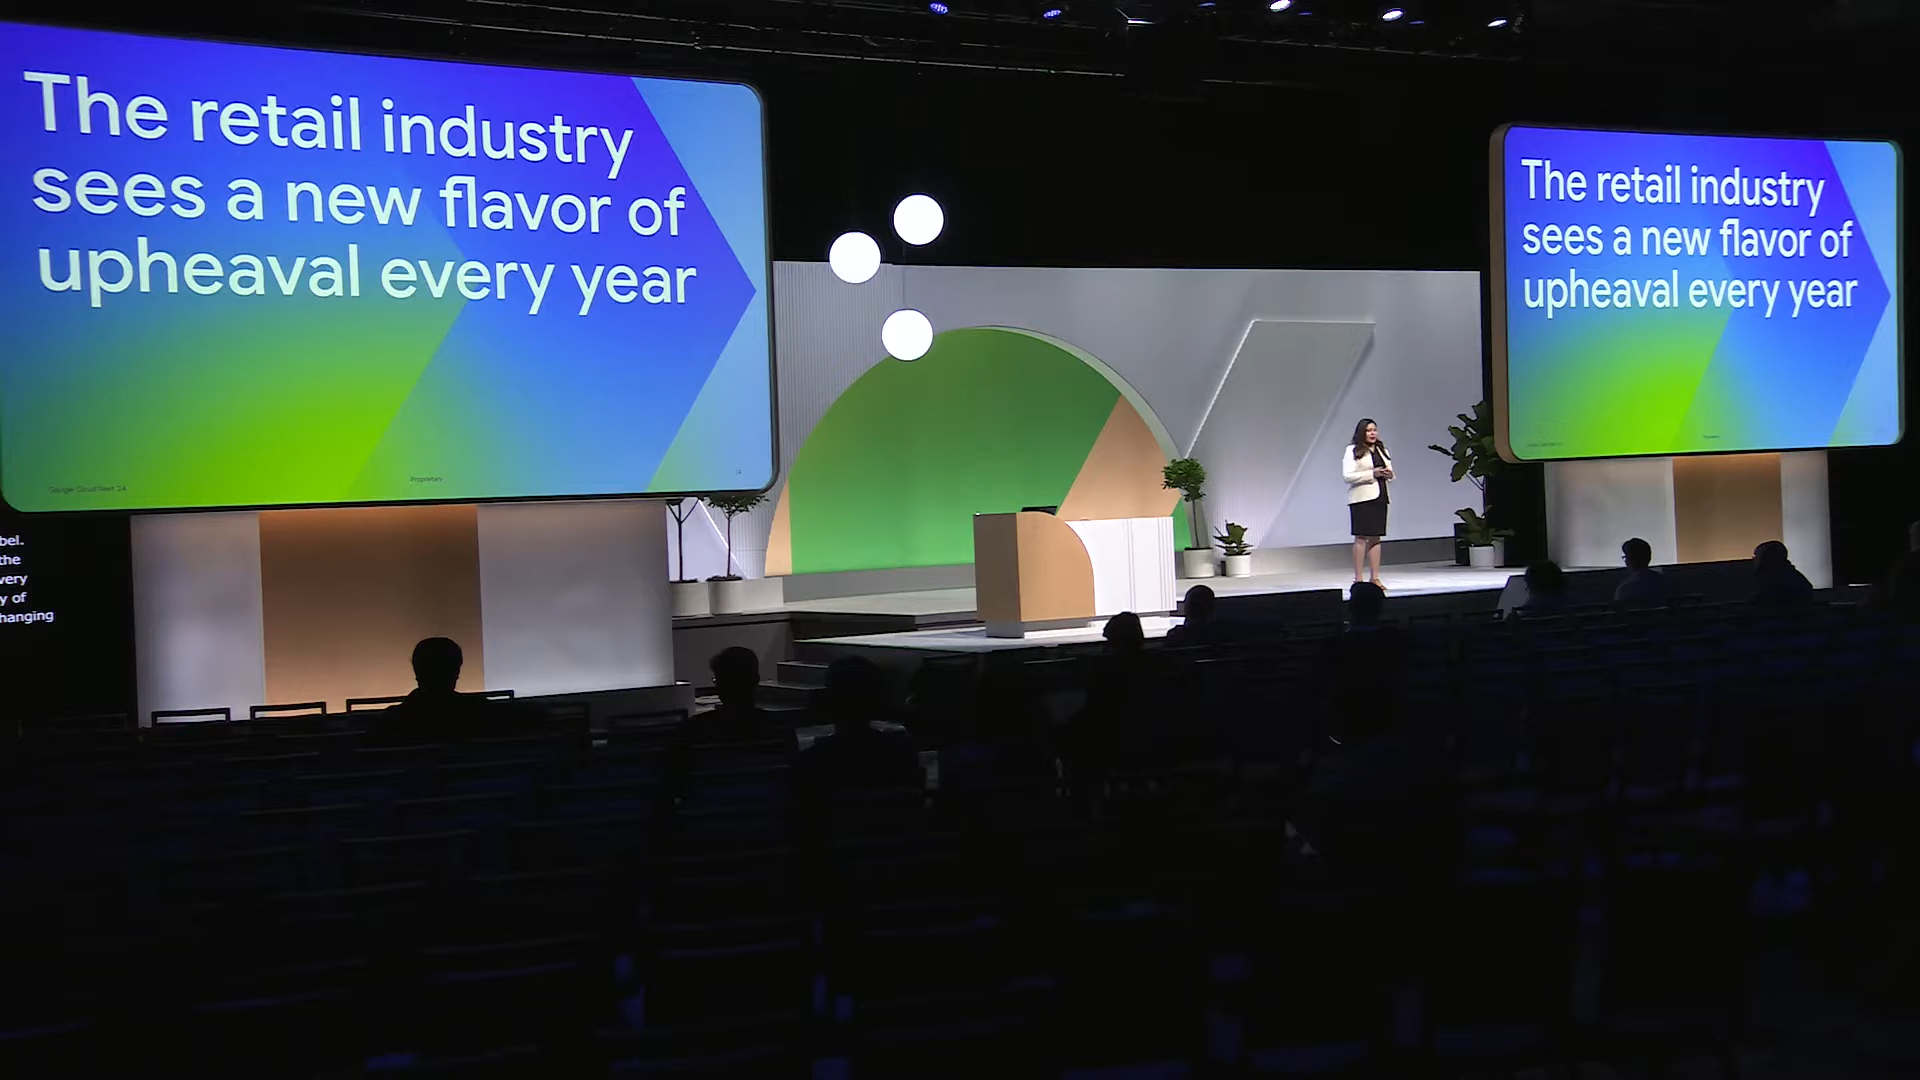 The retail industry
sees a new flavor of
upheaval every year
Google Cloud Next '24
Proprietary
bel.
the
very
y of
hanging
The retail industry
sees a new flavor of
upheaval every year